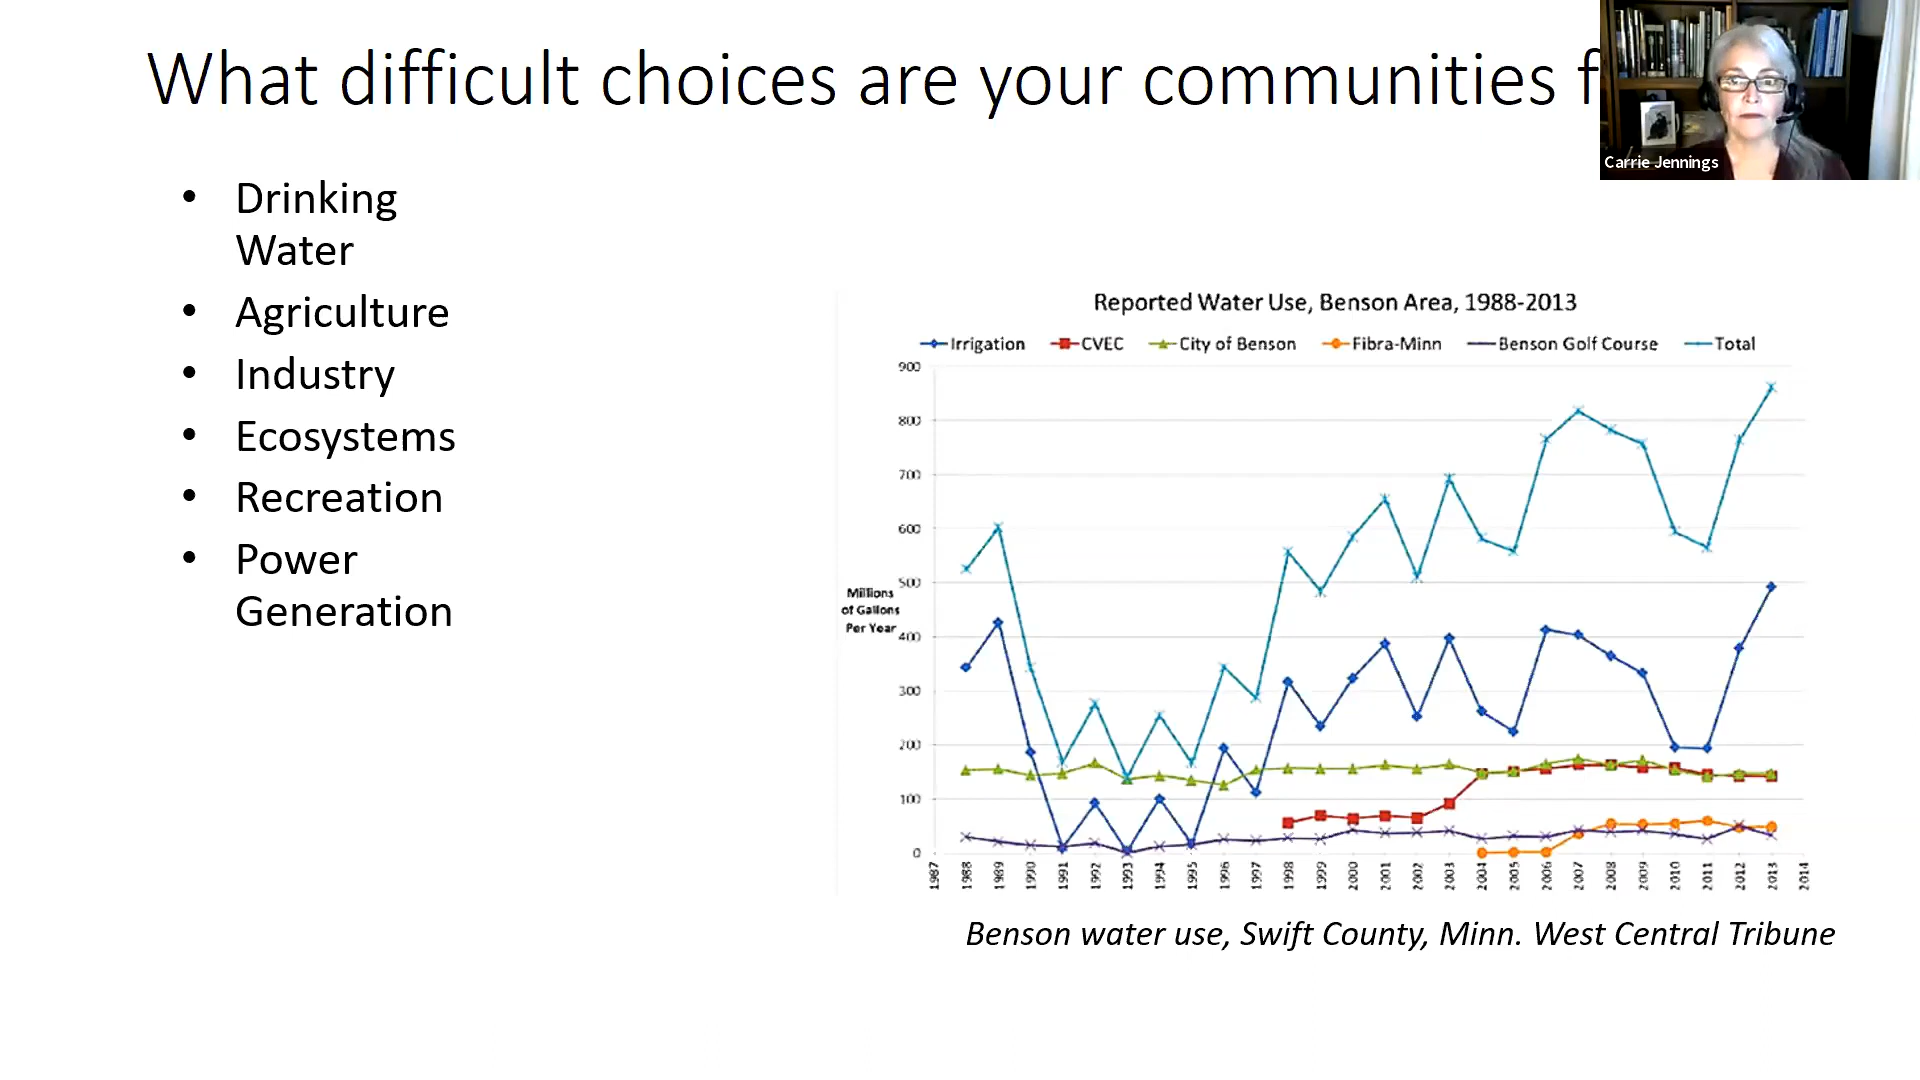 What difficult choices are your communities f
Carrie Jennings
• Drinking
Water
• Agriculture
• Industry
• Ecosystems
• Recreation
• Power
Generation
Reported Water Use, Benson Area, 1988-2013
Irrigation CVEC City of Benson Fibra-Minn Benson Golf Course Total
900
800
700
600
500
Millions
of Gallons
Per Year
400
300
200
100
0
1987 1988 1989 1990 1991 1992 1993 1994 1995 1996 1997 1998 1999 2000 2001 2002 2003 2004 2005 2006 2007 2008 2009 2010 2011 2012 2013 2014
Benson water use, Swift County, Minn. West Central Tribune